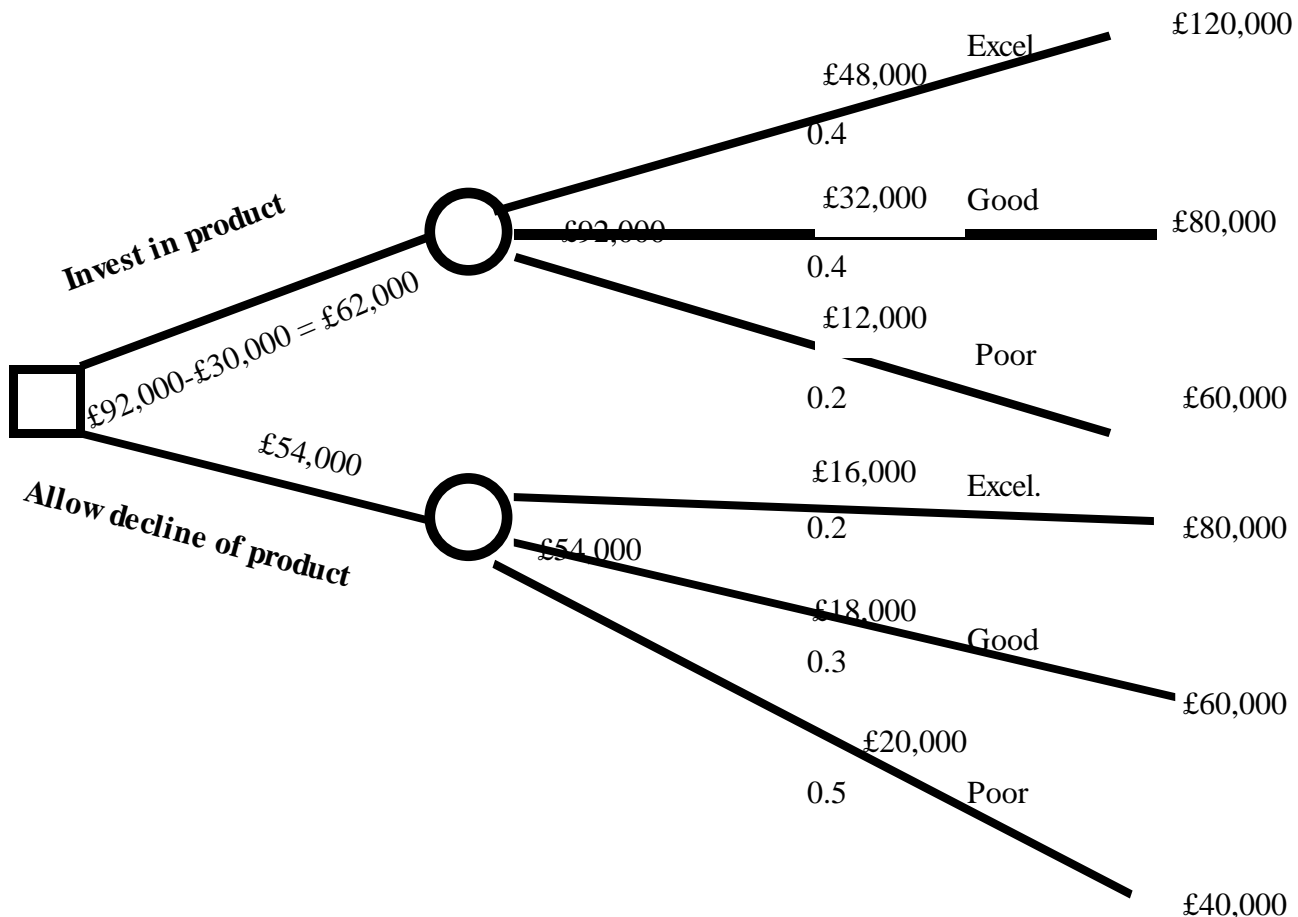 £120,000
Excel
£48,000
0.4
Invest in product
£32,000
Good
£80,000
£92,000
0.4
£92,000-£30,000 = £62,000
£12,000
Poor
0.2
£60,000
£54,000
£16,000
Excel.
Allow decline of product
0.2
£80,000
£54,000
£18,000
Good
0.3
£60,000
£20,000
0.5
Poor
£40,000